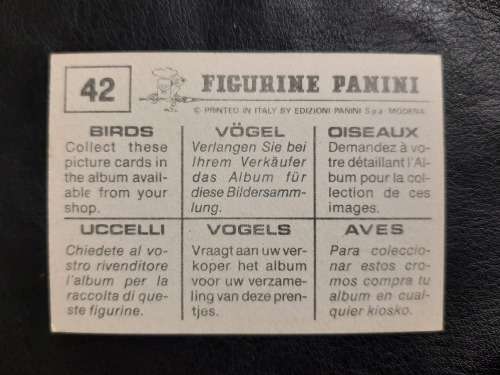 42
FIGURINE PANINI
© PRINTED IN ITALY BY EDIZIONI PANINI S.p.a. MODENA
BIRDS
Collect these
picture cards in
the album avail-
able from your
shop.
VÖGEL
Verlangen Sie bei
Ihrem Verkäufer
das Album für
diese Bildersamm-
lung.
OISEAUX
Demandez à vo-
tre détaillant l'Al-
bum pour la col-
lection de ces
images.
UCCELLI
Chiedete al vo-
stro rivenditore
l'album per la
raccolta di que-
ste figurine.
VOGELS
Vraagt aan uw ver-
koper het album
voor uw verzame-
ling van deze pren-
tjes.
AVES
Para coleccio-
nar estos cro-
mos compra tu
album en cual-
quier kiosko.